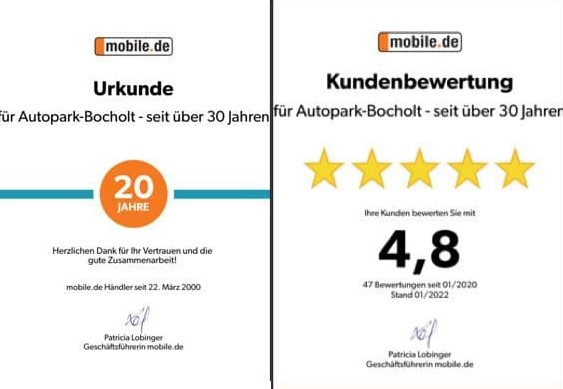 mobile.de
Urkunde
für Autopark-Bocholt - seit über 30 Jahren
20
JAHRE
Herzlichen Dank für Ihr Vertrauen und die
gute Zusammenarbeit!
mobile.de Händler seit 22. März 2000
Patricia Lobinger
Geschäftsführerin mobile.de
mobile.de
Kundenbewertung
für Autopark-Bocholt - seit über 30 Jahren
Ihre Kunden bewerten Sie mit
4,8
47 Bewertungen seit 01/2020
Stand 01/2022
Patricia Lobinger
Geschäftsführerin mobile.de